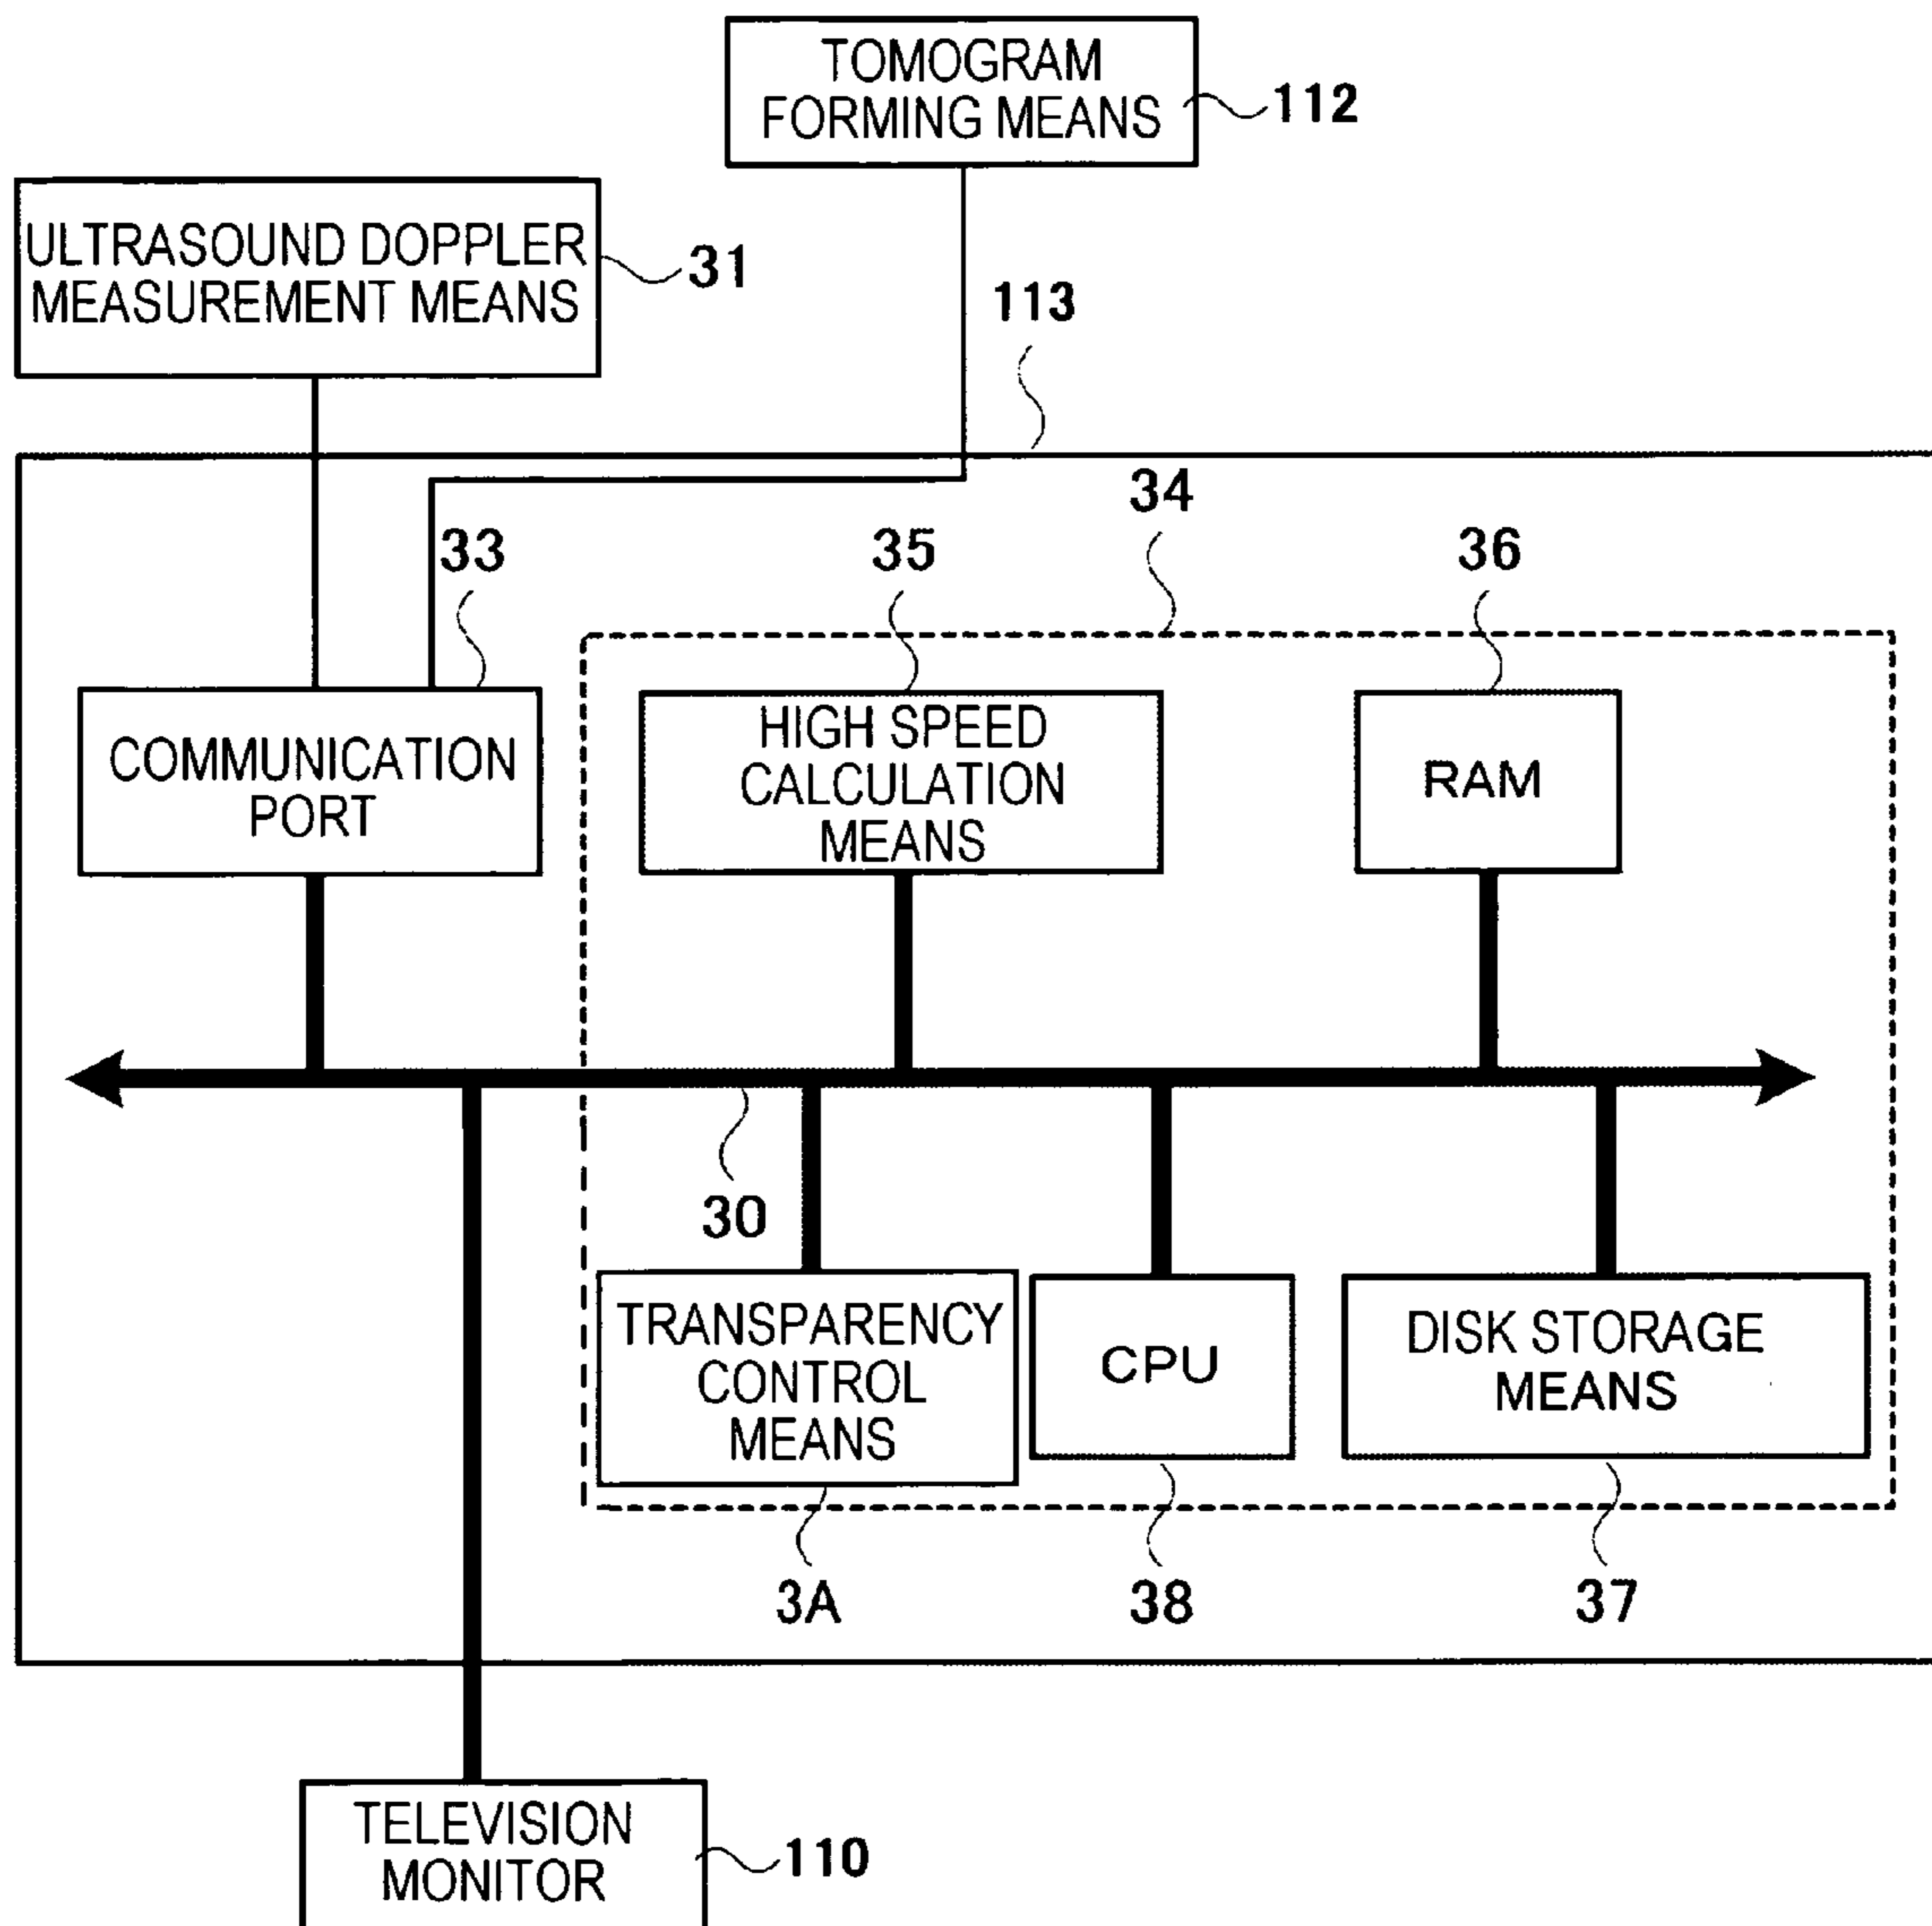 TOMOGRAM
FORMING MEANS
112
ULTRASOUND DOPPLER
MEASUREMENT MEANS
31
113
34
33
35
36
COMMUNICATION
PORT
HIGH SPEED
CALCULATION
MEANS
RAM
30
TRANSPARENCY
CONTROL
MEANS
CPU
DISK STORAGE
MEANS
3A
38
37
TELEVISION
MONITOR
110